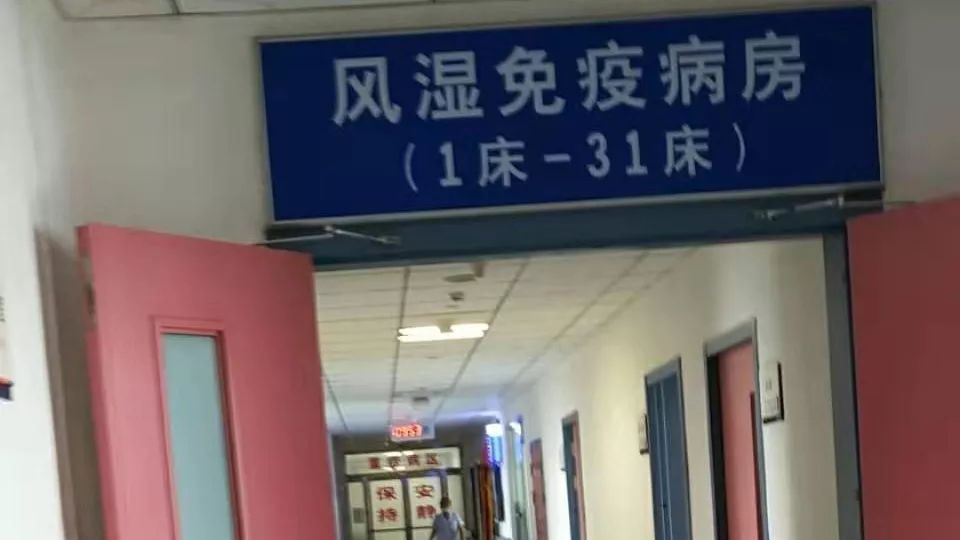 风湿免疫病房
（1床-31床）
保 安
持 静